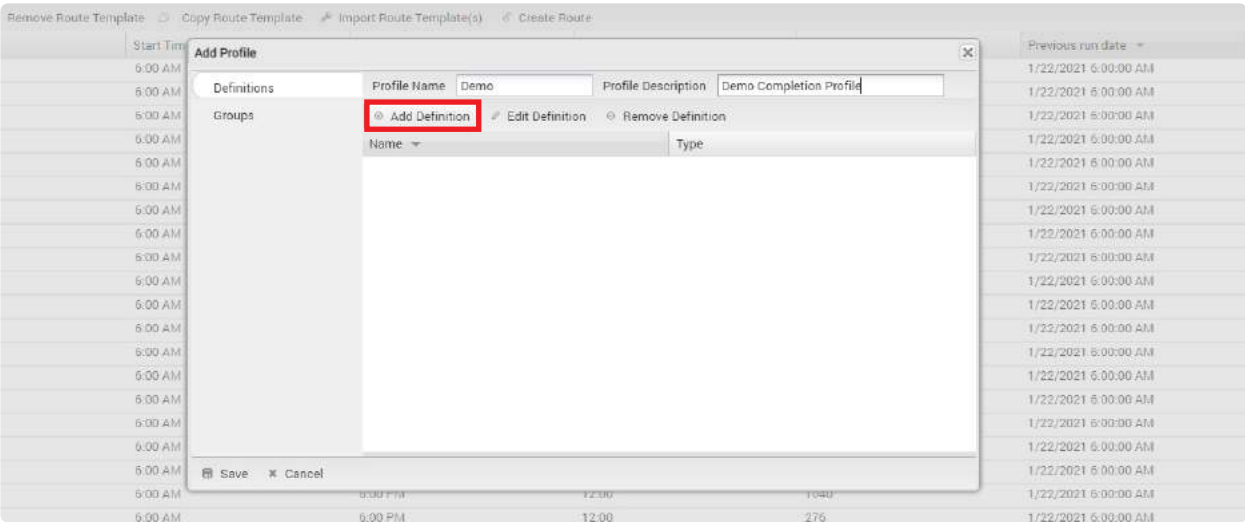 Remove Route Template Copy Route Template Import Route Template(s) Create Route
Start Tim Previous run date
Add Profile
6:00 AM 1/22/2021 6:00:00 AM
Definitions Profile Name Demo Profile Description Demo Completion Profile
6:00 AM 1/22/2021 6:00:00 AM
Groups Add Definition Edit Definition Remove Definition
6:00 AM 1/22/2021 6:00:00 AM
6:00 AM 1/22/2021 6:00:00 AM
Name Type
6:00 AM 1/22/2021 6:00:00 AM
6:00 AM 1/22/2021 6:00:00 AM
6:00 AM 1/22/2021 6:00:00 AM
6:00 AM 1/22/2021 6:00:00 AM
6:00 AM 1/22/2021 6:00:00 AM
6:00 AM 1/22/2021 6:00:00 AM
6:00 AM 1/22/2021 6:00:00 AM
6:00 AM 1/22/2021 6:00:00 AM
6:00 AM 1/22/2021 6:00:00 AM
6:00 AM 1/22/2021 6:00:00 AM
6:00 AM 1/22/2021 6:00:00 AM
6:00 AM 1/22/2021 6:00:00 AM
6:00 AM 1/22/2021 6:00:00 AM
6:00 AM 1/22/2021 6:00:00 AM
Save Cancel
6:00 AM 6:00 PM 12:00 1040 1/22/2021 6:00:00 AM
6:00 AM 6:00 PM 12:00 276 1/22/2021 6:00:00 AM